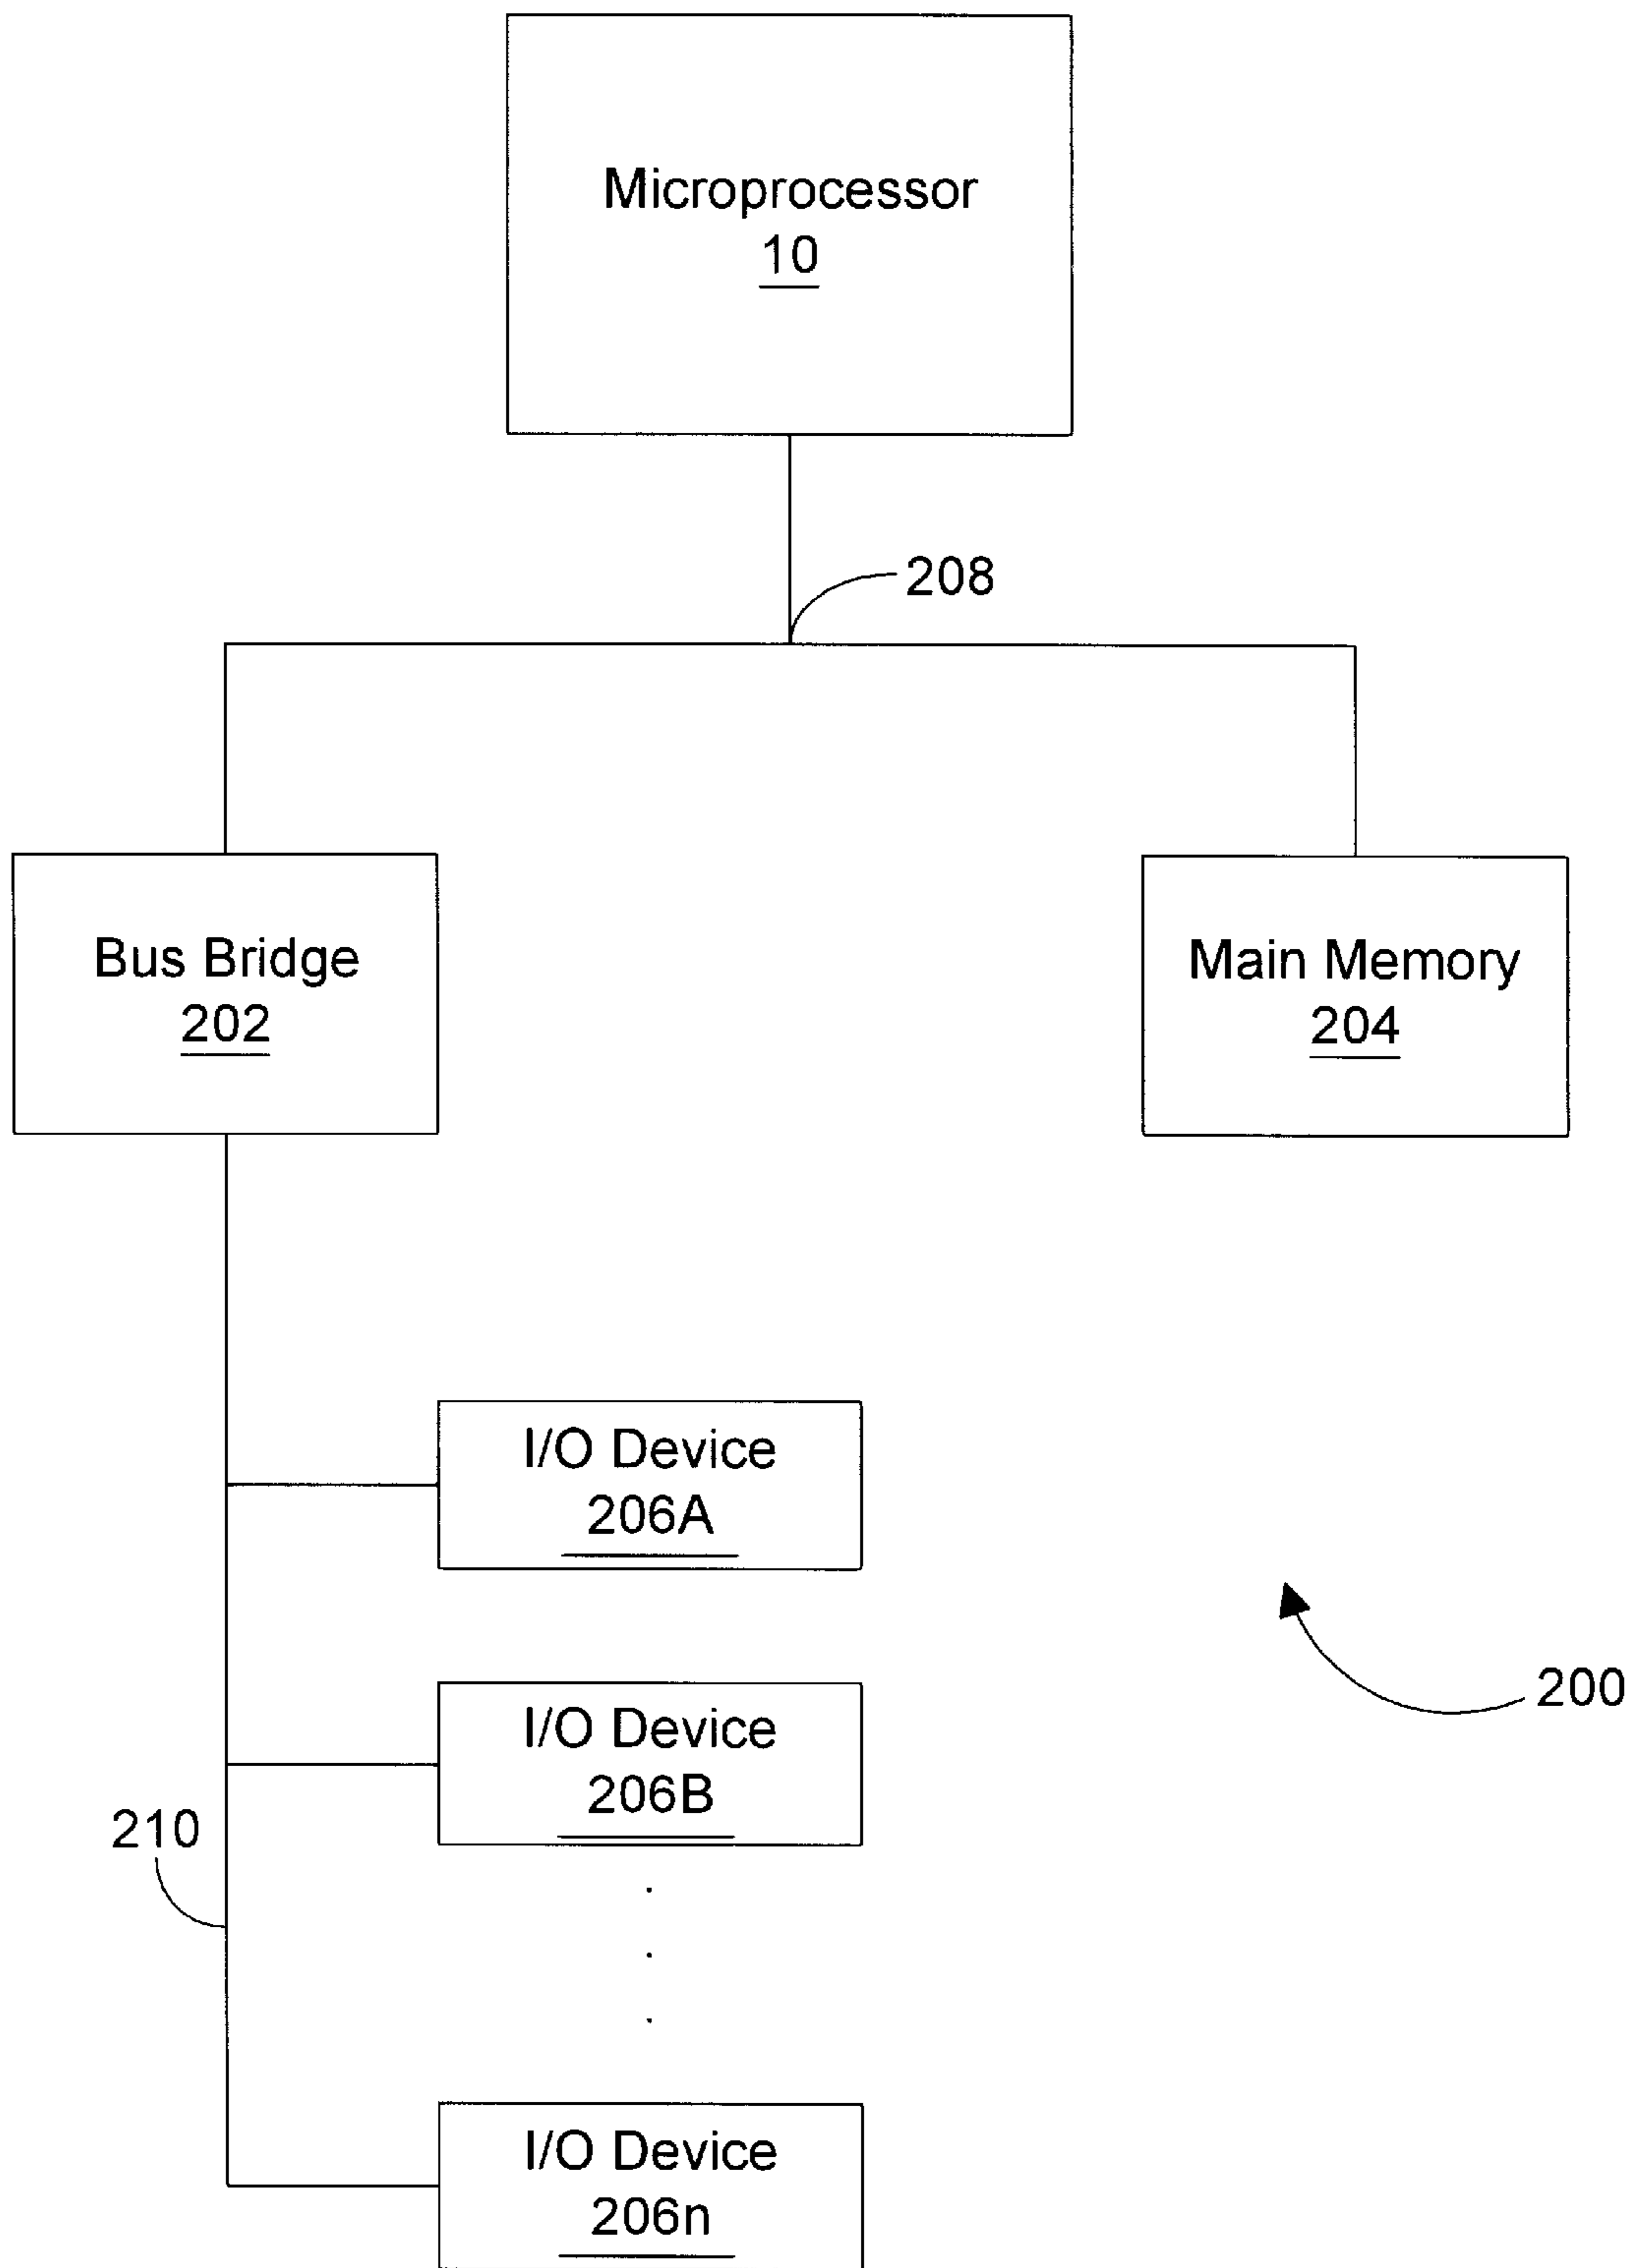 Microprocessor
10
208
Bus Bridge
202
Main Memory
204
I/O Device
206A
200
I/O Device
206B
210
.
.
.
I/O Device
206n